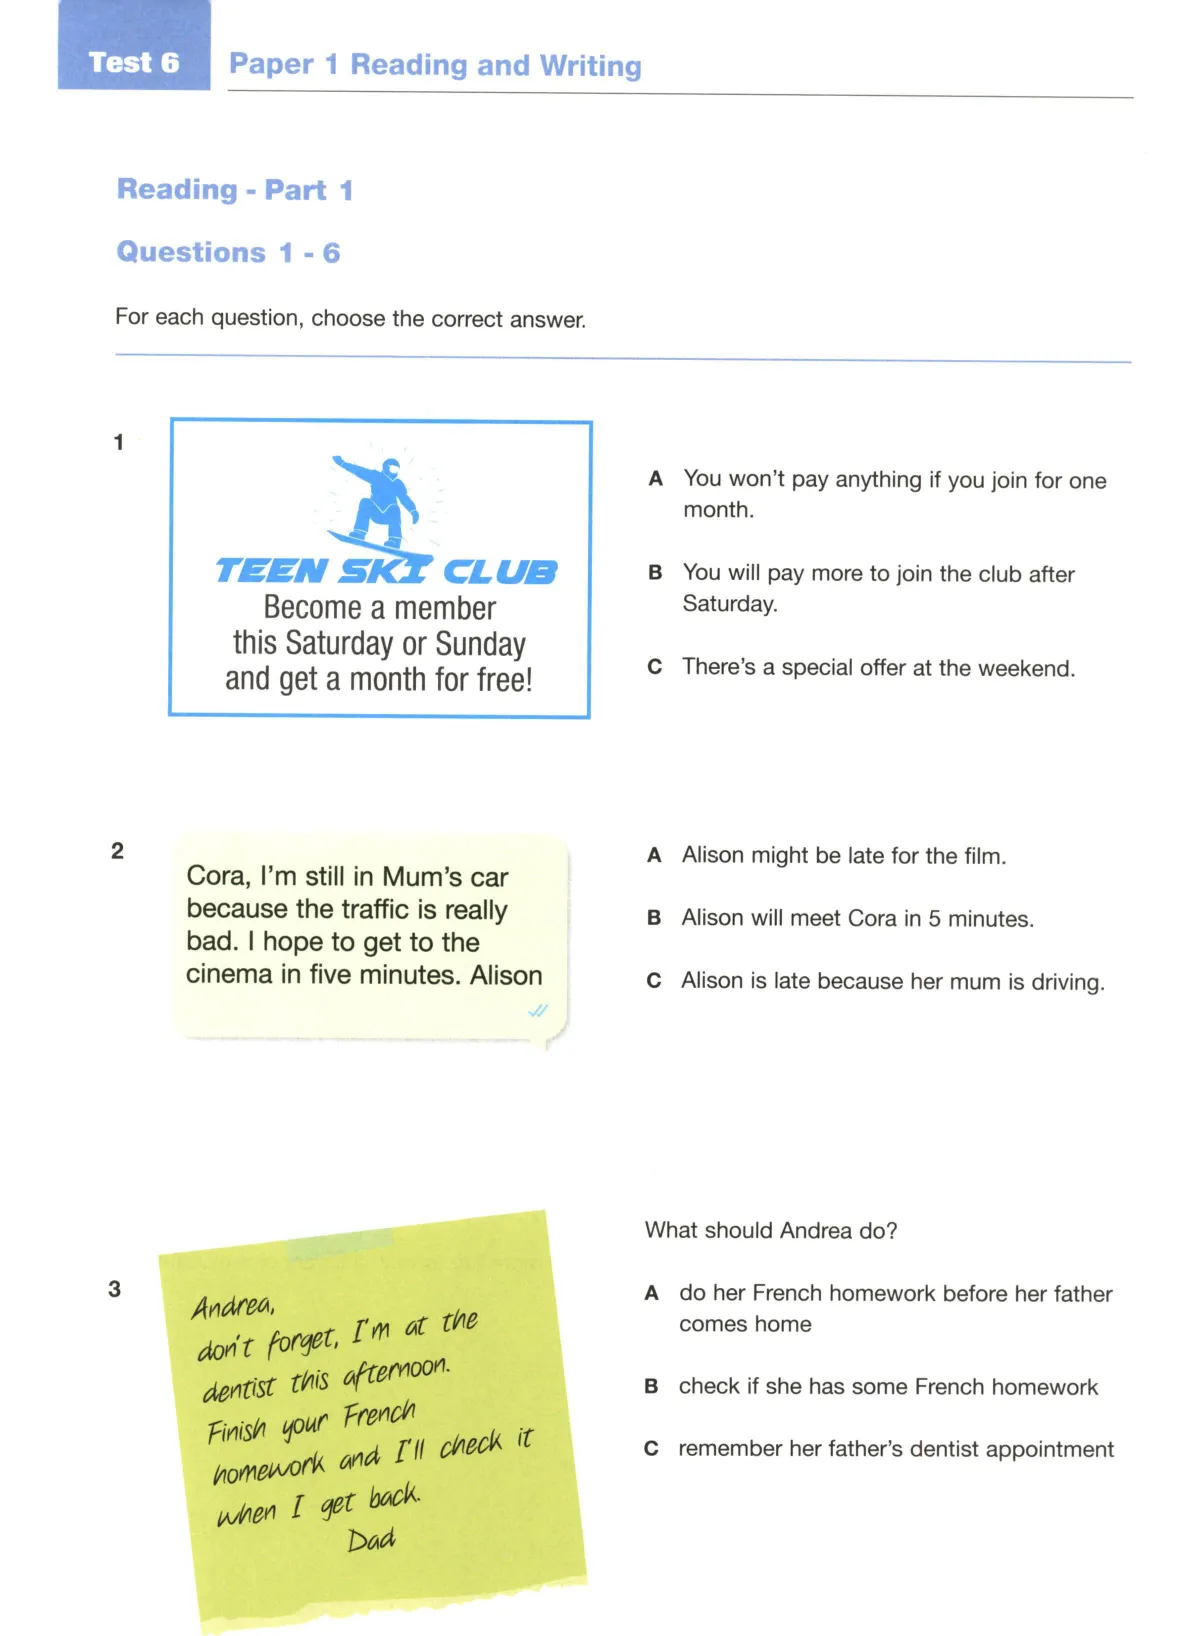 Test 6
Paper 1 Reading and Writing
Reading - Part 1
Questions 1 - 6
For each question, choose the correct answer.
1
TEEN SKI CLUB
Become a member
this Saturday or Sunday
and get a month for free!
A You won't pay anything if you join for one
month.
B You will pay more to join the club after
Saturday.
C There's a special offer at the weekend.
2
Cora, I'm still in Mum's car
because the traffic is really
bad. I hope to get to the
cinema in five minutes. Alison
A Alison might be late for the film.
B Alison will meet Cora in 5 minutes.
C Alison is late because her mum is driving.
3
Andrea,
don't forget, I'm at the
dentist this afternoon.
Finish your French
homework and I'll check it
when I get back.
Dad
What should Andrea do?
A do her French homework before her father
comes home
B check if she has some French homework
C remember her father's dentist appointment